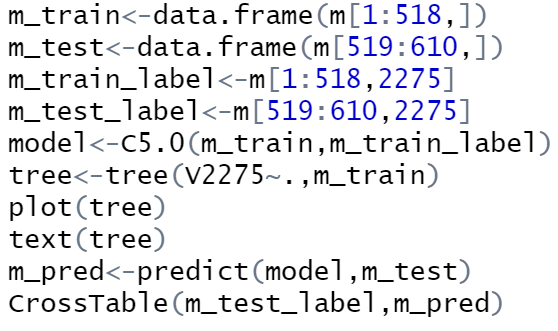 m_train<-data.frame(m[1:518,])
m_test<-data.frame(m[519:610,])
m_train_label<-m[1:518,2275]
m_test_label<-m[519:610,2275]
model<-C5.0(m_train,m_train_label)
tree<-tree(V2275~.,m_train)
plot(tree)
text(tree)
m_pred<-predict(model,m_test)
CrossTable(m_test_label,m_pred)